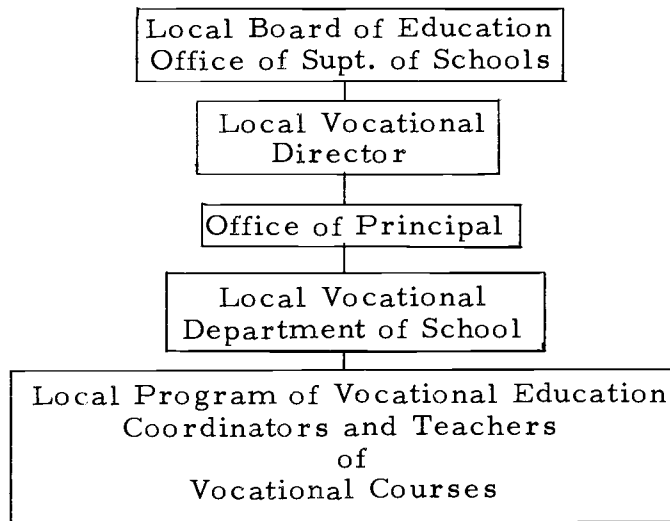 Local Board of Education
Office of Supt. of Schools
Local Vocational
Director
Office of Principal
Local Vocational
Department of School
Local Program of Vocational Education
Coordinators and Teachers
of
Vocational Courses